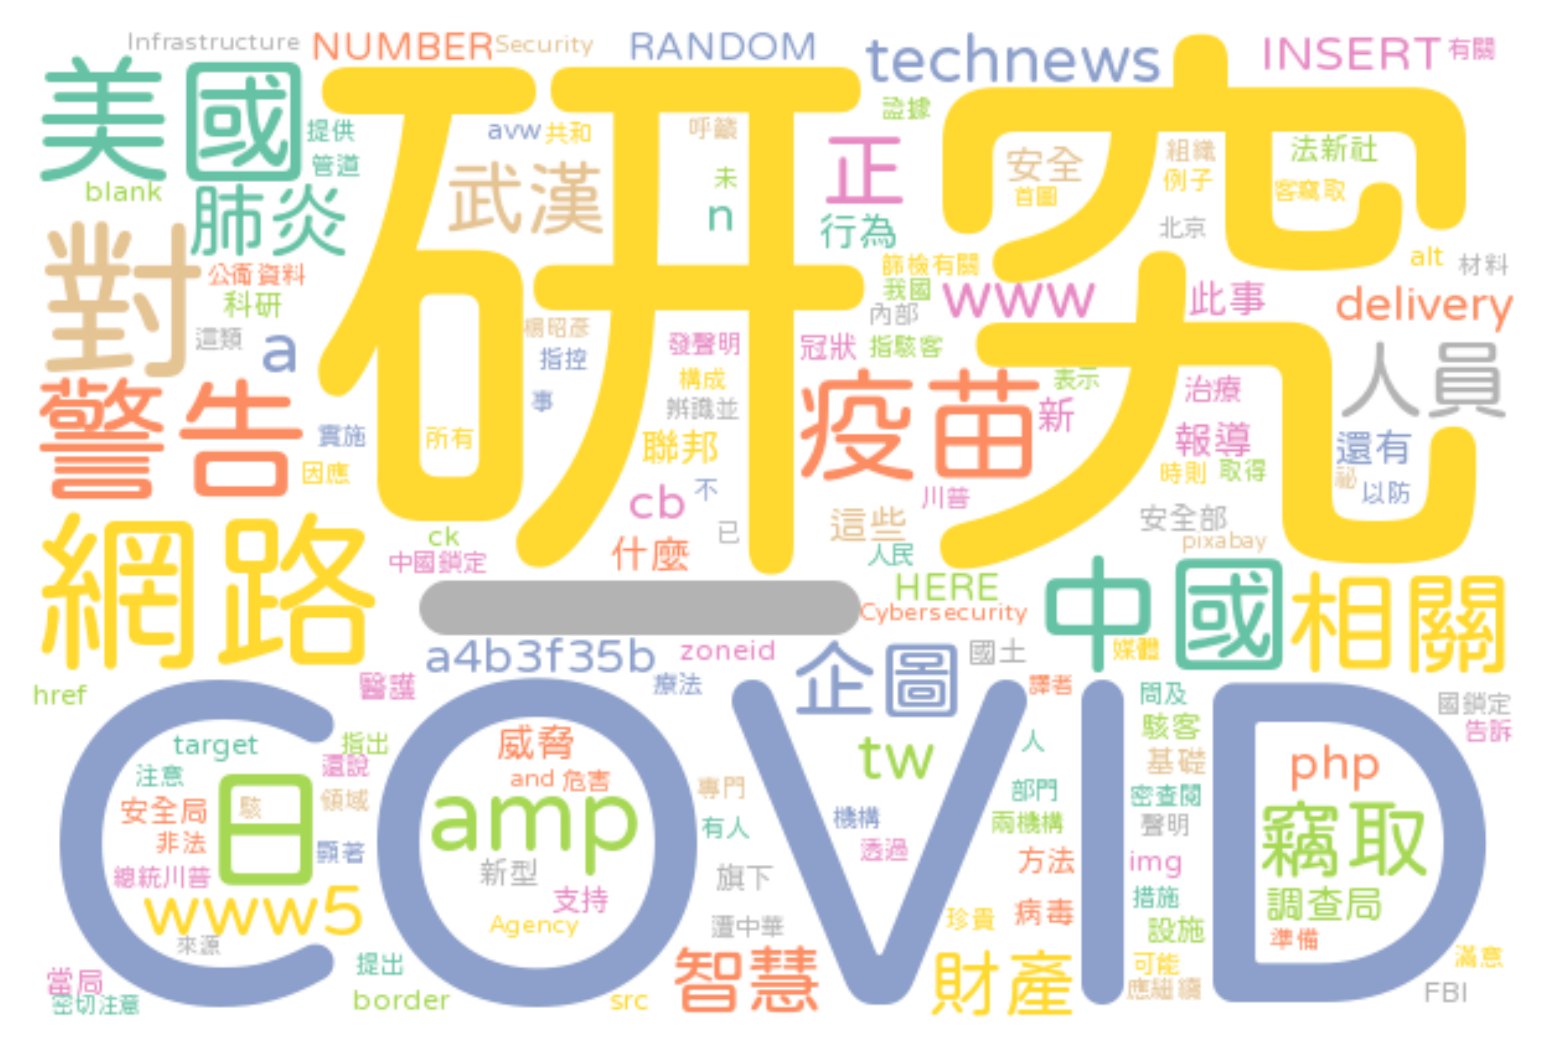 Infrastructure NUMBER Security RANDOM technews INSERT 有關
美國 研究 證據
提供 avw 共和 呼籲 正 安全 組織 法新社
管道 武漢 未 首圖 例子 客竊取
blank 肺炎 n 行為 北京
對 公衛資料 篩檢有關 alt 材料
科研 我國 www 此事 delivery
這類 a 楊昭彥 發聲明 內部 冠狀 指駭客 人員
警告 指控 構成 疫苗 表示 治療
事 辨識並 新
實施 所有 聯邦 報導 還有
因應 cb 不 川普 時則 取得 祕 以防
網路 ck 已 這些 安全部
中國鎖定 什麼 人民 pixabay
HERE 中國 相關
Cybersecurity
a4b3f35b zoneid 企圖 國土 媒體
href 醫護 療法 譯者 問及 國鎖定
COVID 告訴
target 指出 威脅 tw 人 駭客
注意 還說 and 危害 專門 部門 基礎 php
安全局 日 駭 領域 amp 有人 機構 兩機構 密查閱 竊取
非法 顯著 透過 聲明
總統川普 新型 旗下 方法 img
www5 支持 病毒 措施 調查局
來源 Agency 遭中華 珍貴 設施 準備
當局 提出 智慧 財產 可能 滿意
密切注意 border src 應繼續 FBI